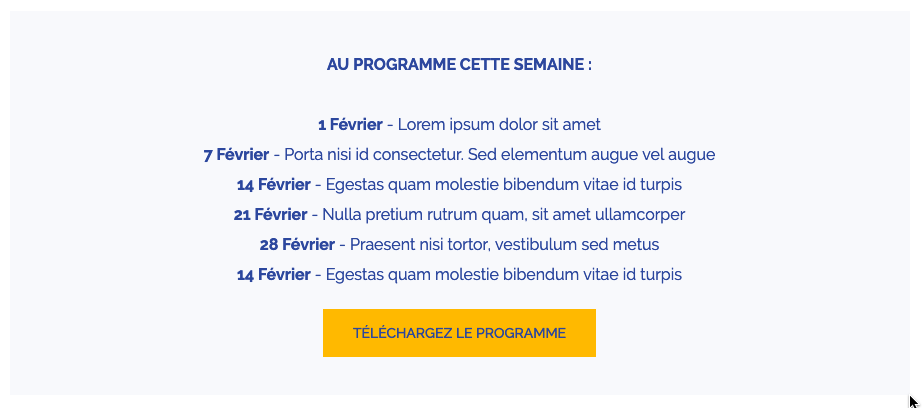 AU PROGRAMME CETTE SEMAINE :
1 Février - Lorem ipsum dolor sit amet
7 Février - Porta nisi id consectetur. Sed elementum augue vel augue
14 Février - Egestas quam molestie bibendum vitae id turpis
21 Février - Nulla pretium rutrum quam, sit amet ullamcorper
28 Février - Praesent nisi tortor, vestibulum sed metus
14 Février - Egestas quam molestie bibendum vitae id turpis
TÉLÉCHARGEZ LE PROGRAMME